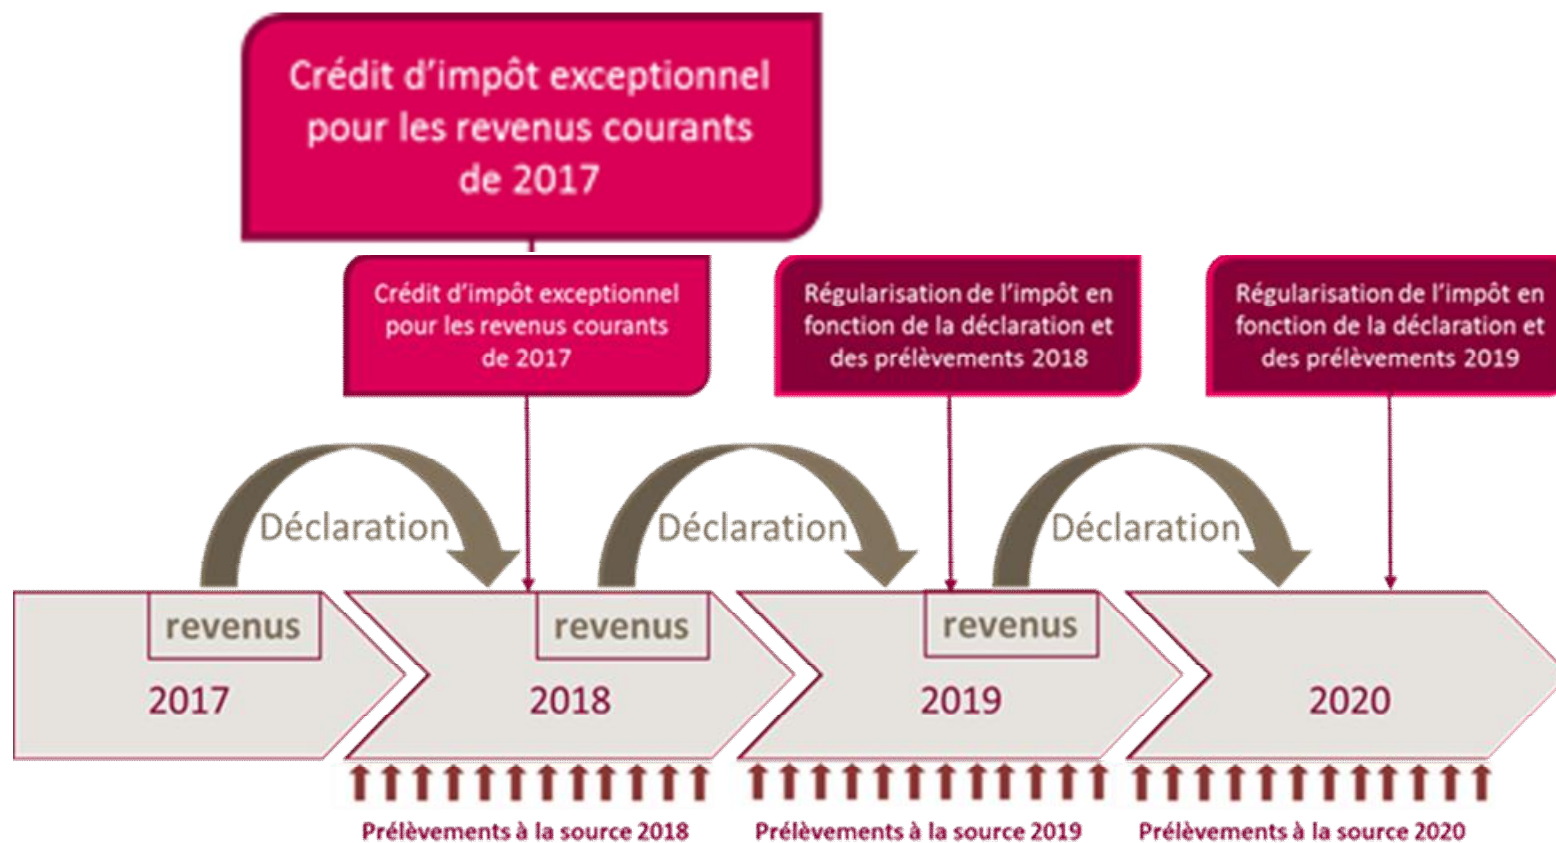 Crédit d'impôt exceptionnel
pour les revenus courants
de 2017
Crédit d'impôt exceptionnel
pour les revenus courants
de 2017
Régularisation de l'impôt en
fonction de la déclaration et
des prélèvements 2018
Régularisation de l'impôt en
fonction de la déclaration et
des prélèvements 2019
Déclaration
Déclaration
Déclaration
revenus
revenus
revenus
2017
2018
2019
2020
Prélèvements à la source 2018
Prélèvements à la source 2019
Prélèvements à la source 2020